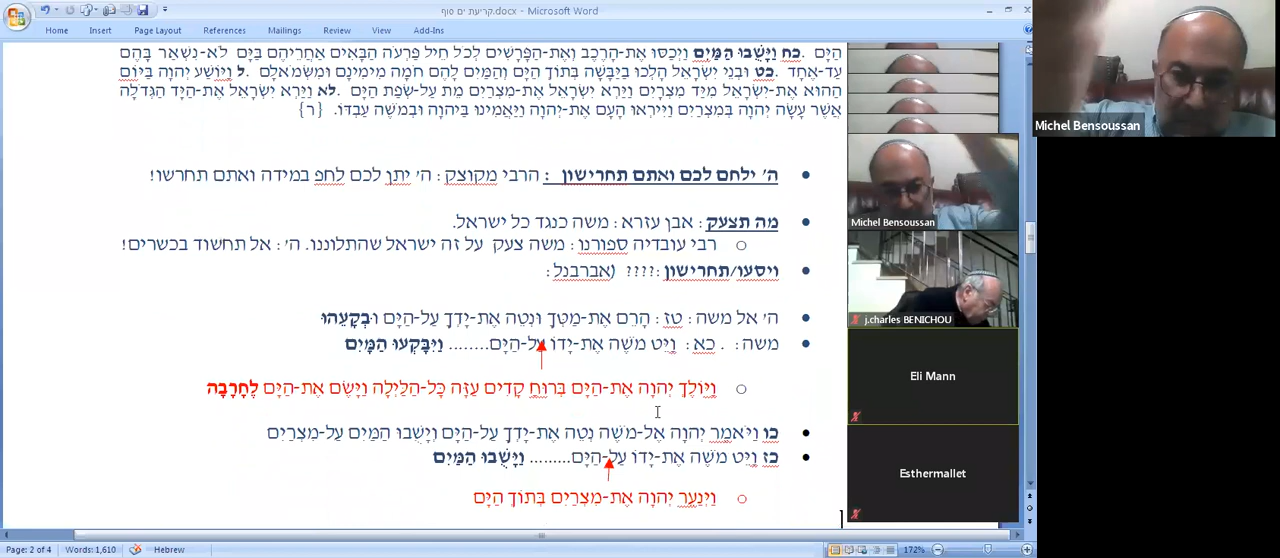 קריעת ים סוף.docx - Microsoft Word
Home Insert Page Layout References Mailings Review View Add-Ins
הַיָּם. כח וַיָּשֻׁבוּ הַמַּיִם וַיְכַסּוּ אֶת-הָרֶכֶב וְאֶת-הַפָּרָשִׁים לְכֹל חֵיל פַּרְעֹה הַבָּאִים אַחֲרֵיהֶם בַּיָּם לֹא-נִשְׁאַר בָּהֶם
עַד-אֶחָד. כט וּבְנֵי יִשְׂרָאֵל הָלְכוּ בַיַּבָּשָׁה בְּתוֹךְ הַיָּם וְהַמַּיִם לָהֶם חֹמָה מִימִינָם וּמִשְּׂמֹאלָם. ל וַיּוֹשַׁע יְהוָה בַּיּוֹם
הַהוּא אֶת-יִשְׂרָאֵל מִיַּד מִצְרָיִם וַיַּרְא יִשְׂרָאֵל אֶת-מִצְרַיִם מֵת עַל-שְׂפַת הַיָּם. לא וַיַּרְא יִשְׂרָאֵל אֶת-הַיָּד הַגְּדֹלָה
אֲשֶׁר עָשָׂה יְהוָה בְּמִצְרַיִם וַיִּירְאוּ הָעָם אֶת-יְהוָה וַיַּאֲמִינוּ בַּיהוָה וּבְמֹשֶׁה עַבְדּוֹ. {ר}
ה' ילחם לכם ואתם תחרישון : הרבי מקוצק: ה' יתן לכם לחפ במידה ואתם תחרשו!
מה תצעק: אבן עזרא: משה כנגד כל ישראל.
רבי עובדיה ספורנו: משה צעק על זה ישראל שהתלוננו. ה': אל תחשוד בכשרים!
ויסעו/תחרישון:???? (אברבנל:
ה' אל משה: טז: הָרֵם אֶת-מַטְּךָ וּנְטֵה אֶת-יָדְךָ עַל-הַיָּם וּבְקָעֵהוּ
משה: . כא: וַיֵּט מֹשֶׁה אֶת-יָדוֹ עַל-הַיָּם........ וַיִּבָּקְעוּ הַמָּיִם
וַיּוֹלֶךְ יְהוָה אֶת-הַיָּם בְּרוּחַ קָדִים עַזָּה כָּל-הַלַּיְלָה וַיָּשֶׂם אֶת-הַיָּם לֶחָרָבָה
כו וַיֹּאמֶר יְהוָה אֶל-מֹשֶׁה נְטֵה אֶת-יָדְךָ עַל-הַיָּם וְיָשֻׁבוּ הַמַּיִם עַל-מִצְרַיִם
כז וַיֵּט מֹשֶׁה אֶת-יָדוֹ עַל-הַיָּם......... וַיָּשֻׁבוּ הַמַּיִם
וַיְנַעֵר יְהוָה אֶת-מִצְרַיִם בְּתוֹךְ הַיָּם
Page: 2 of 4 Words: 1,610 Hebrew 172%
Michel Bensoussan
Michel Bensoussan
j.charles BENICHOU
Eli Mann
Esthermallet